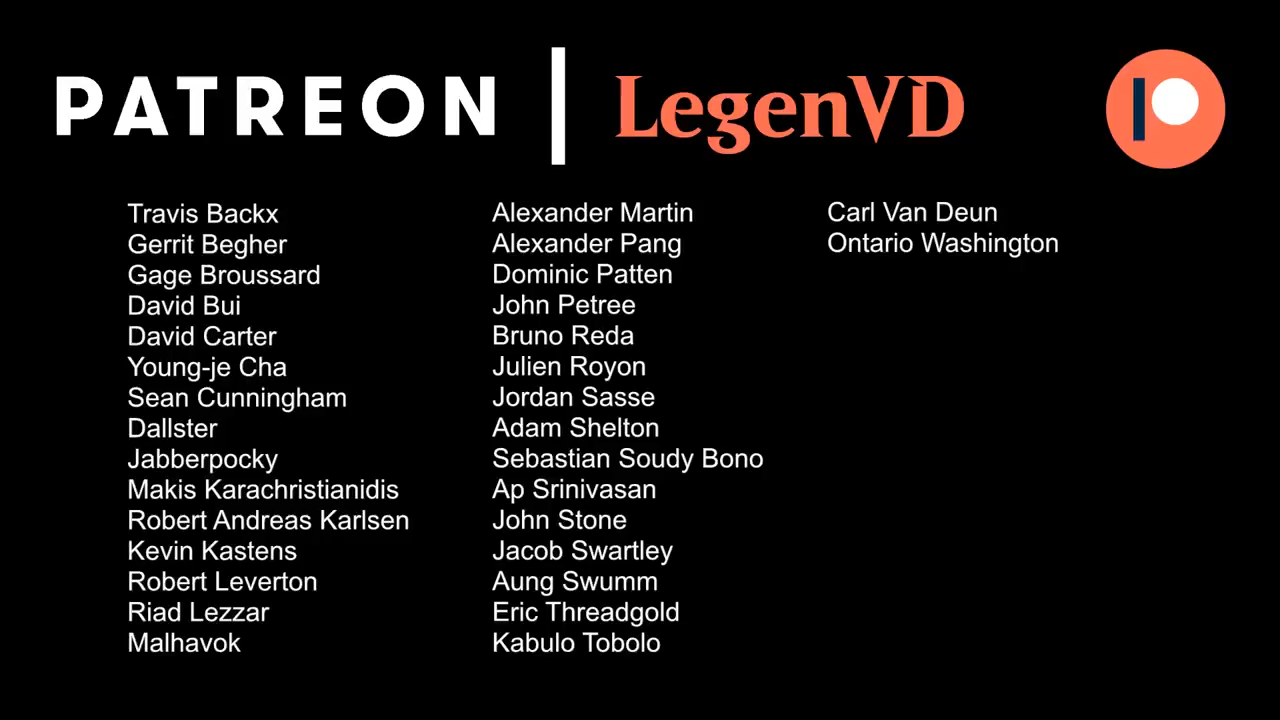 PATREON | LegenVD
Travis Backx
Gerrit Begher
Gage Broussard
David Bui
David Carter
Young-je Cha
Sean Cunningham
Dallster
Jabberpocky
Makis Karachristianidis
Robert Andreas Karlsen
Kevin Kastens
Robert Leverton
Riad Lezzar
Malhavok
Alexander Martin
Alexander Pang
Dominic Patten
John Petree
Bruno Reda
Julien Royon
Jordan Sasse
Adam Shelton
Sebastian Soudy Bono
Ap Srinivasan
John Stone
Jacob Swartley
Aung Swumm
Eric Threadgold
Kabulo Tobolo
Carl Van Deun
Ontario Washington